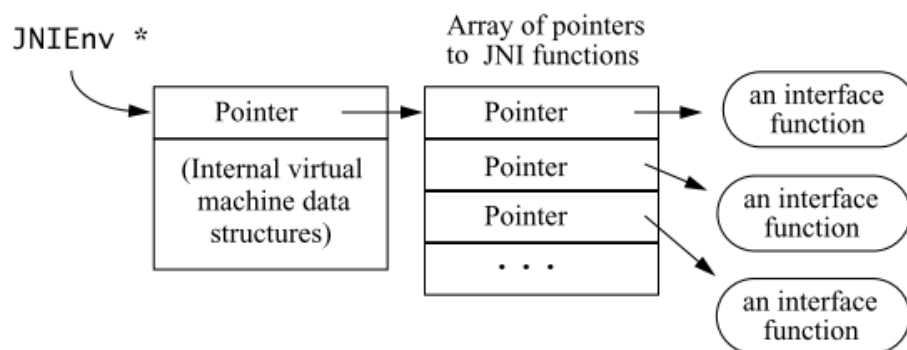 JNIEnv *
Array of pointers
to JNI functions
Pointer
(Internal virtual
machine data
structures)
Pointer
Pointer
Pointer
. . .
an interface
function
an interface
function
an interface
function